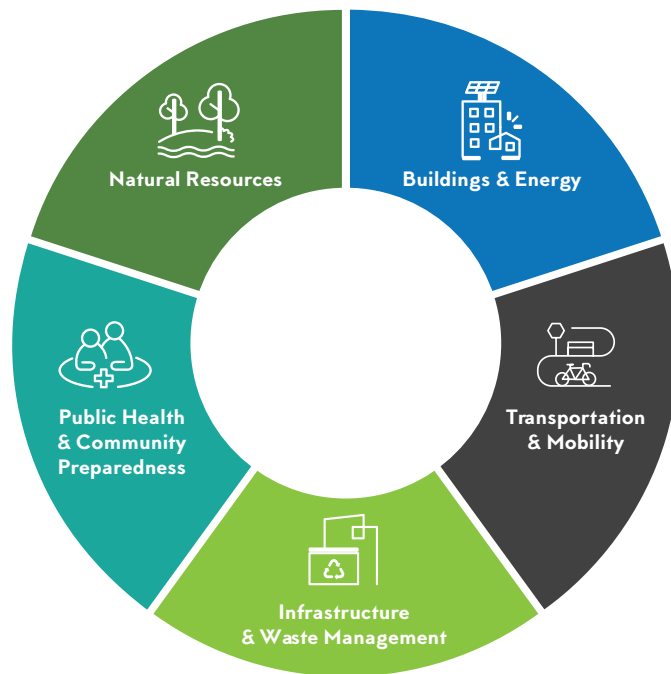 Natural Resources
Buildings & Energy
Public Health
& Community
Preparedness
Transportation
& Mobility
Infrastructure
& Waste Management